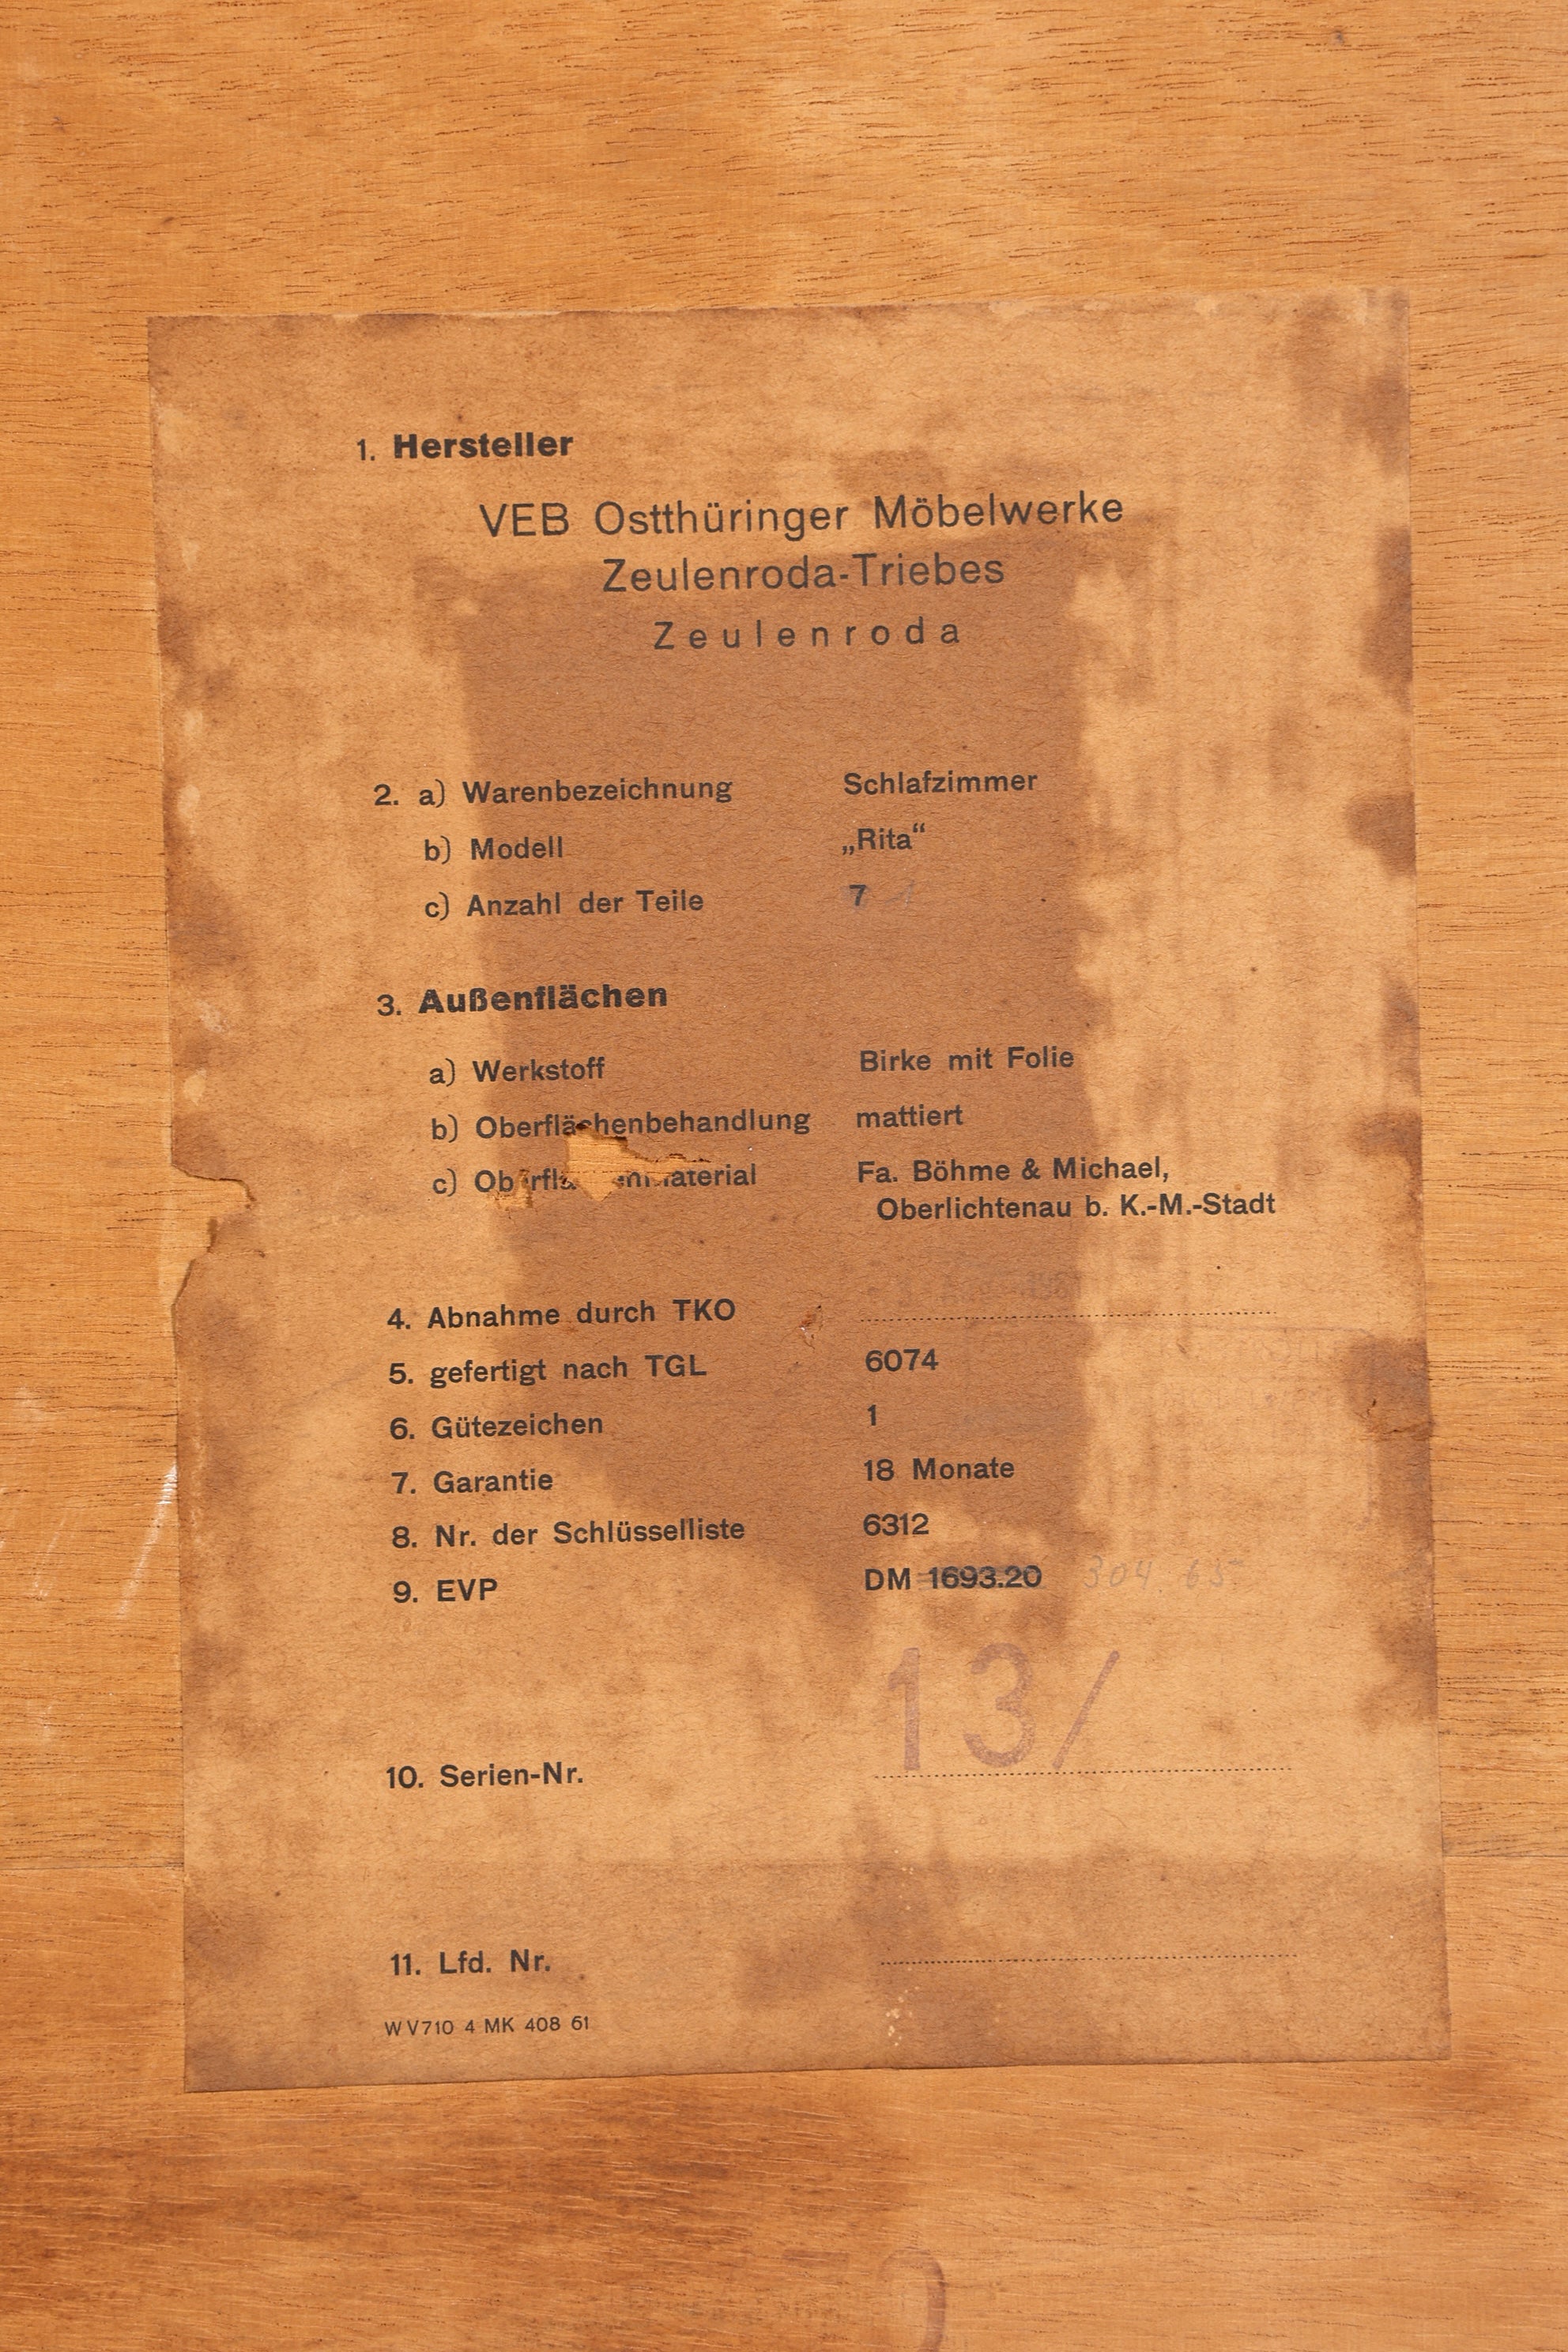 1. Hersteller
VEB Ostthüringer Möbelwerke
Zeulenroda-Triebes
Zeulenroda
2. a) Warenbezeichnung Schlafzimmer
b) Modell „Rita“
c) Anzahl der Teile 7
3. Außenflächen
a) Werkstoff Birke mit Folie
b) Oberflächenbehandlung mattiert
c) Oberflächenmaterial Fa. Böhme & Michael,
Oberlichtenau b. K.-M.-Stadt
4. Abnahme durch TKO
5. gefertigt nach TGL 6074
6. Gütezeichen 1
7. Garantie 18 Monate
8. Nr. der Schlüsselliste 6312
9. EVP DM 1693.20 304 65
13/
10. Serien-Nr.
11. Lfd. Nr.
WV710 4 MK 408 61